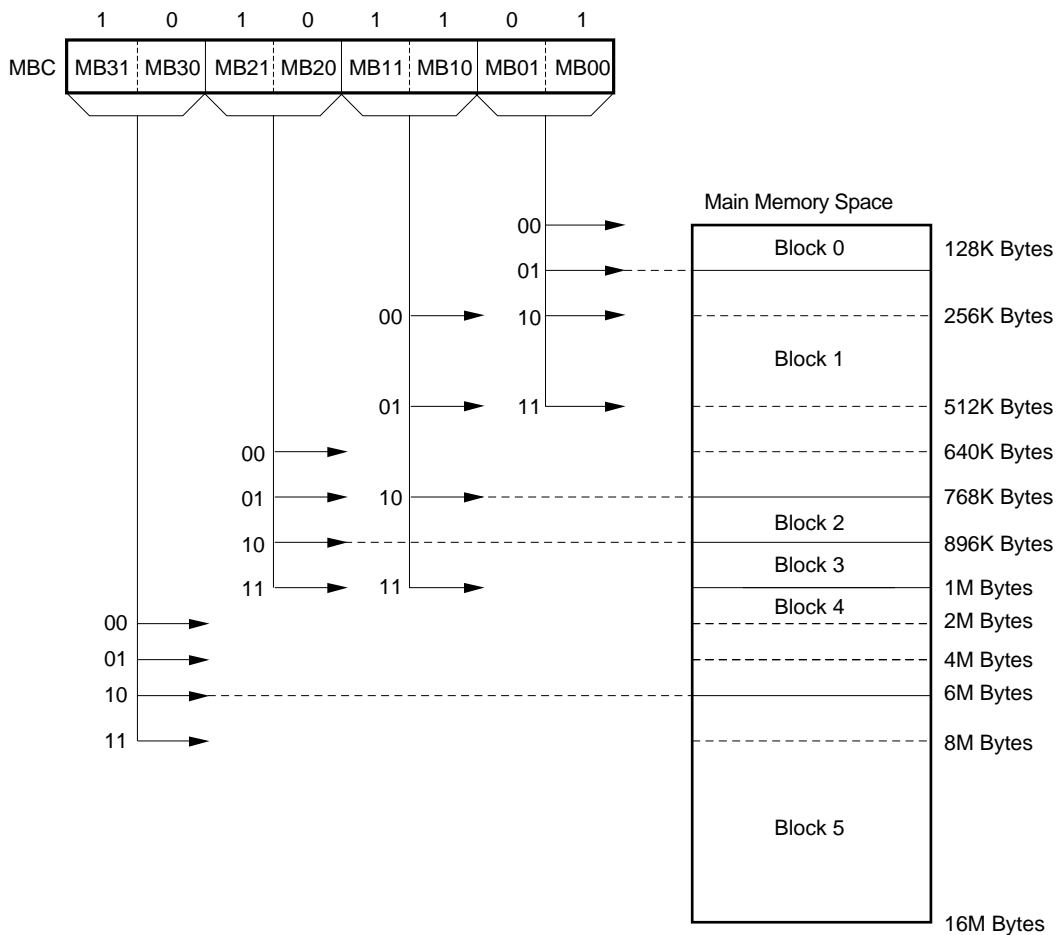 1 0 1 0 1 1 0 1
MBC MB31 MB30 MB21 MB20 MB11 MB10 MB01 MB00
Main Memory Space
00 Block 0 128K Bytes
01
00 10 256K Bytes
Block 1
01 11 512K Bytes
00 640K Bytes
01 10 768K Bytes
Block 2
10 896K Bytes
Block 3
11 11 1M Bytes
Block 4
00 2M Bytes
01 4M Bytes
10 6M Bytes
11 8M Bytes
Block 5
16M Bytes